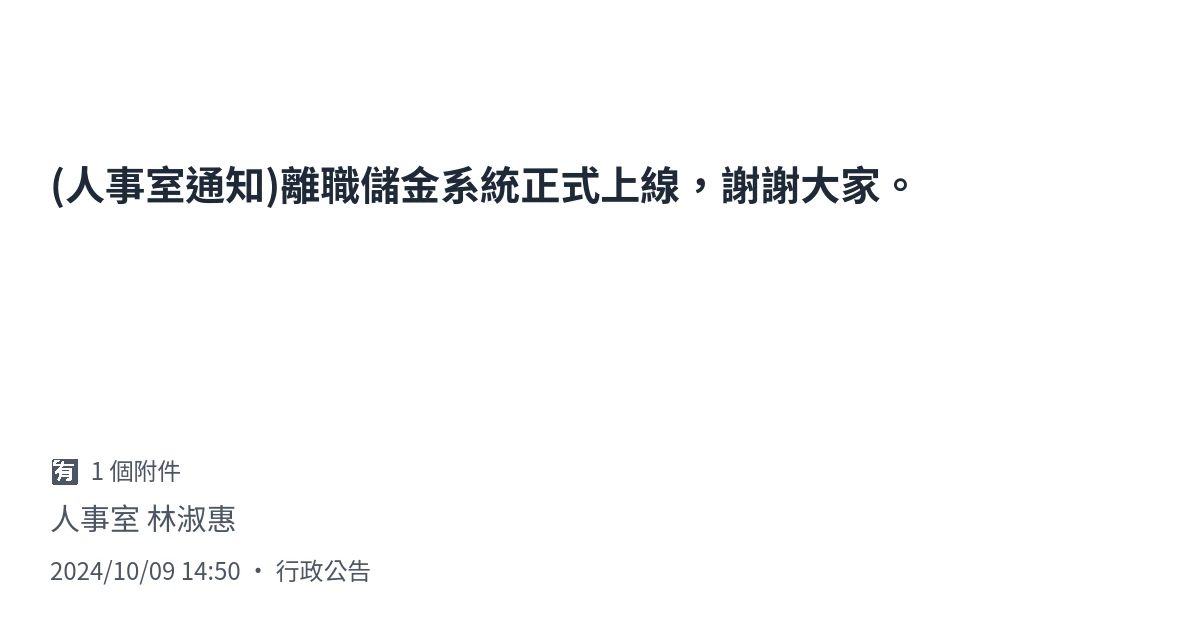 (人事室通知)離職儲金系統正式上線，謝謝大家。
🈶 1 個附件
人事室 林淑惠
2024/10/09 14:50 ・ 行政公告